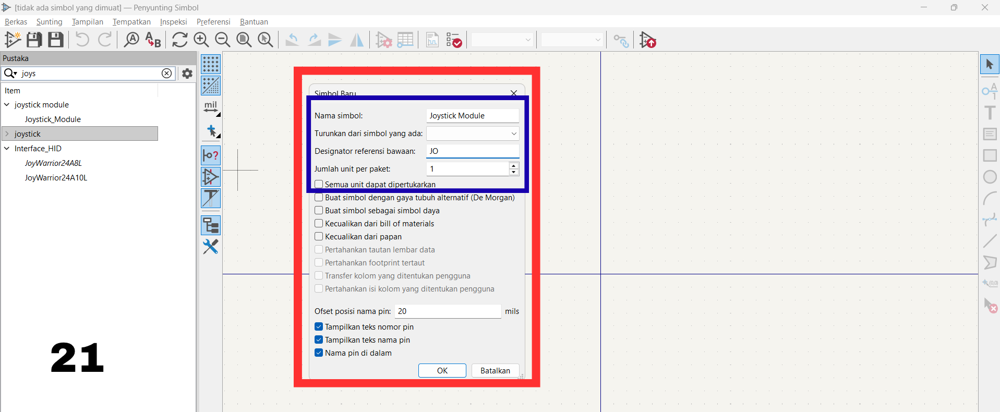 [tidak ada simbol yang dimuat] — Penyunting Simbol
Berkas Sunting Tampilan Tempatkan Inspeksi Preferensi Bantuan
Pustaka
joys
Item
joystick module
Joystick_Module
joystick
Interface_HID
JoyWarrior24A8L
JoyWarrior24A10L
21
mil
Simbol Baru
Nama simbol: Joystick Module
Turunkan dari simbol yang ada:
Designator referensi bawaan: JO
Jumlah unit per paket: 1
Semua unit dapat dipertukarkan
Buat simbol dengan gaya tubuh alternatif (De Morgan)
Buat simbol sebagai simbol daya
Kecualikan dari bill of materials
Kecualikan dari papan
Pertahankan tautan lembar data
Pertahankan footprint tertaut
Transfer kolom yang ditentukan pengguna
Pertahankan isi kolom yang ditentukan pengguna
Ofset posisi nama pin: 20 mils
Tampilkan teks nomor pin
Tampilkan teks nama pin
Nama pin di dalam
OK Batalkan
(0,0)